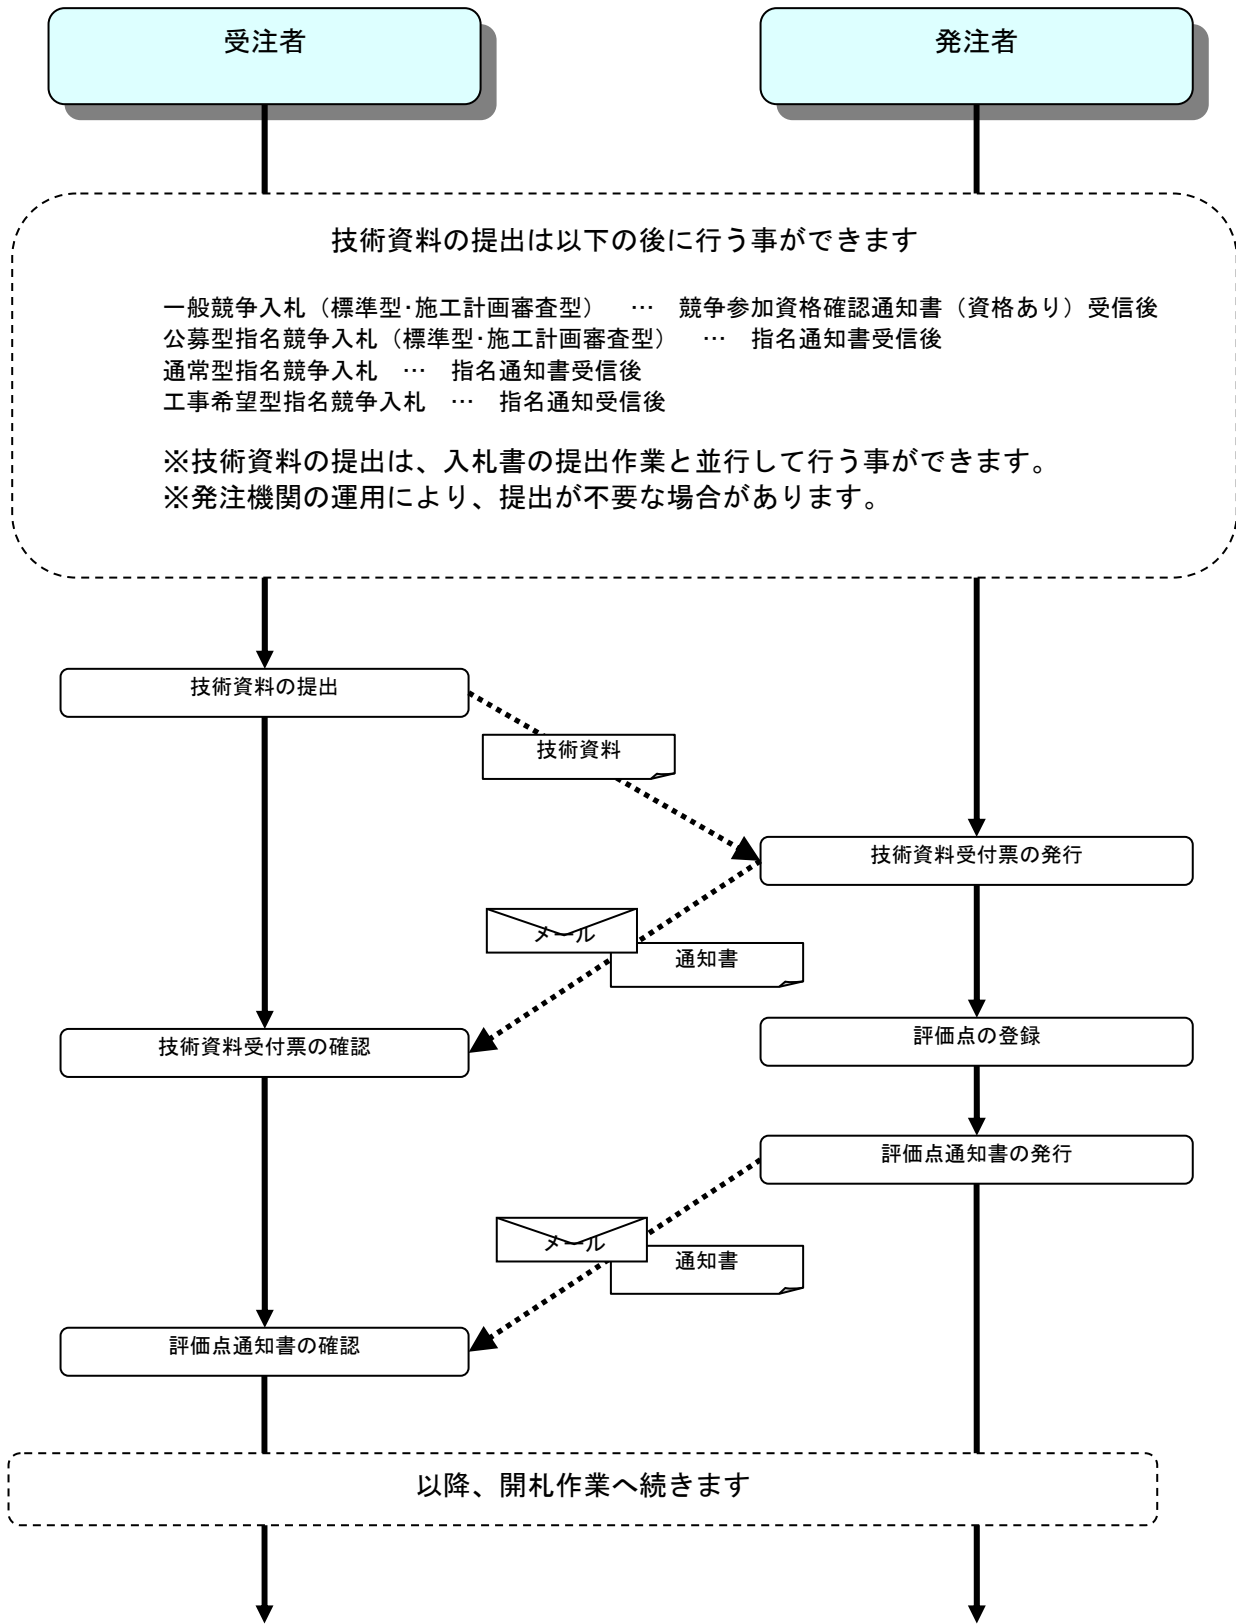 受注者
発注者
技術資料の提出は以下の後に行う事ができます
一般競争入札（標準型･施工計画審査型）　…　競争参加資格確認通知書（資格あり）受信後
公募型指名競争入札（標準型･施工計画審査型）　…　指名通知書受信後
通常型指名競争入札　…　指名通知書受信後
工事希望型指名競争入札　…　指名通知受信後
※技術資料の提出は、入札書の提出作業と並行して行う事ができます。
※発注機関の運用により、提出が不要な場合があります。
技術資料の提出
技術資料
技術資料受付票の発行
メール
通知書
技術資料受付票の確認
評価点の登録
評価点通知書の発行
メール
通知書
評価点通知書の確認
以降、開札作業へ続きます